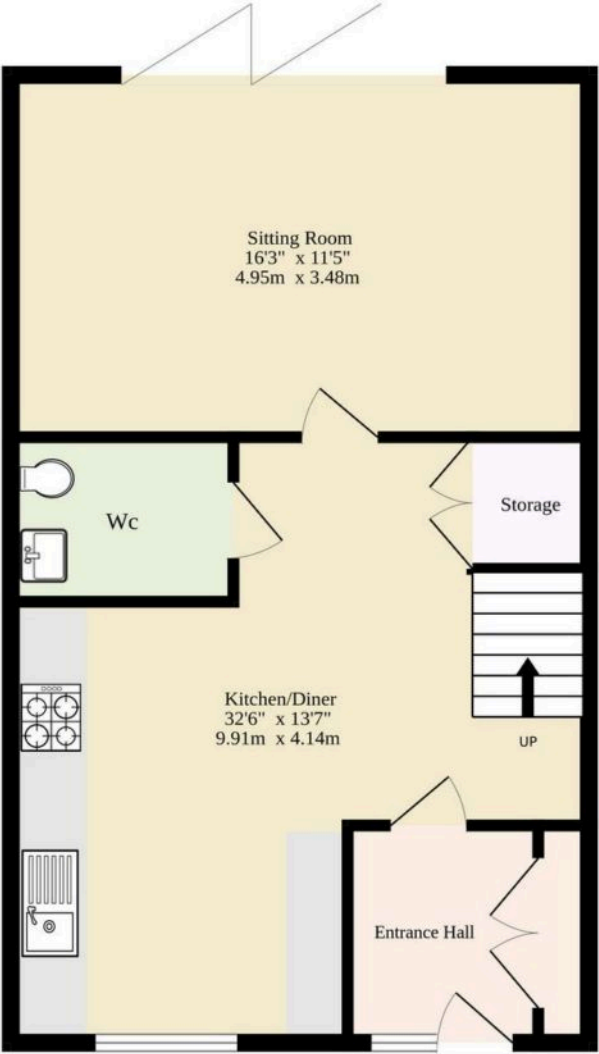 Sitting Room
16'3" x 11'5"
4.95m x 3.48m
Wc
Storage
Kitchen/Diner
32'6" x 13'7"
9.91m x 4.14m
UP
Entrance Hall